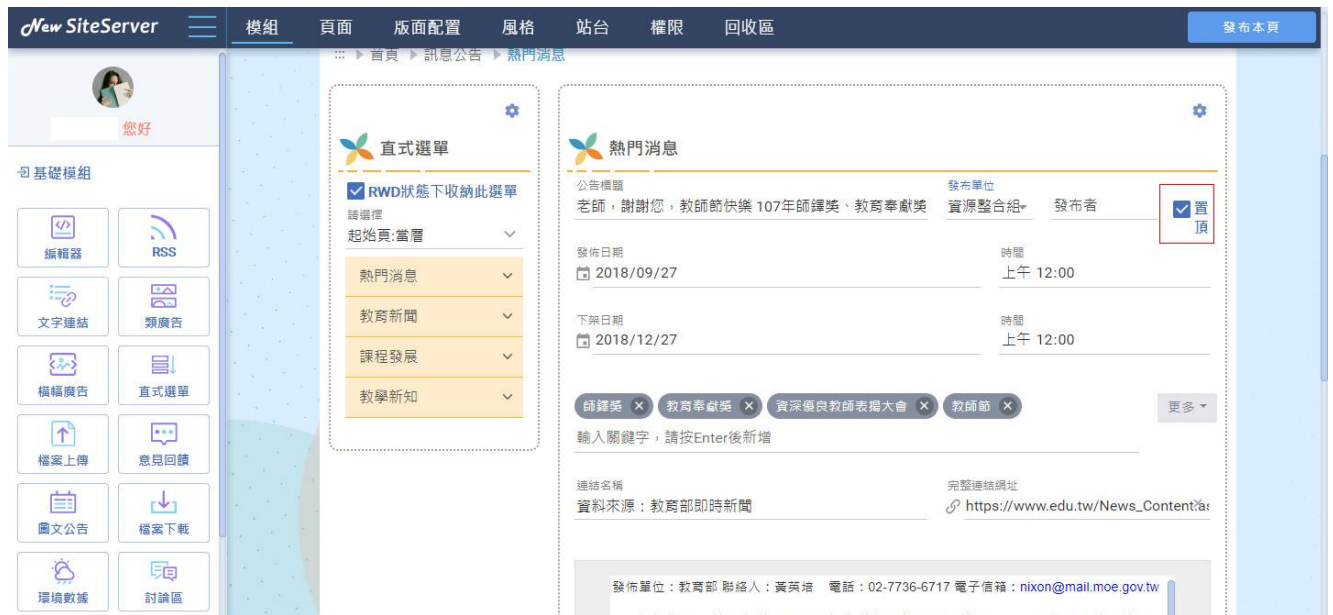 New SiteServer
模組 頁面 版面配置 風格 站台 權限 回收區
發布本頁
您好
基礎模組
編輯器 RSS
文字連結 類廣告
橫幅廣告 直式選單
檔案上傳 意見回饋
圖文公告 檔案下載
環境數據 討論區
::: 首頁 訊息公告 熱門消息
直式選單
RWD狀態下收納此選單
請選擇
起始頁:當層
熱門消息
教育新聞
課程發展
教學新知
熱門消息
公告標題 發布單位
老師,謝謝您,教師節快樂 107年師鐸獎、教育奉獻獎 資源整合組 發布者
置頂
發佈日期 時間
2018/09/27 上午 12:00
下架日期 時間
2018/12/27 上午 12:00
師鐸獎 教育奉獻獎 資深優良教師表揚大會 教師節 更多
輸入關鍵字,請按Enter後新增
連結名稱 完整連結網址
資料來源:教育部即時新聞 https://www.edu.tw/News_Content.as
發佈單位:教育部 聯絡人:黃英培 電話:02-7736-6717 電子信箱:nixon@mail.moe.gov.tw